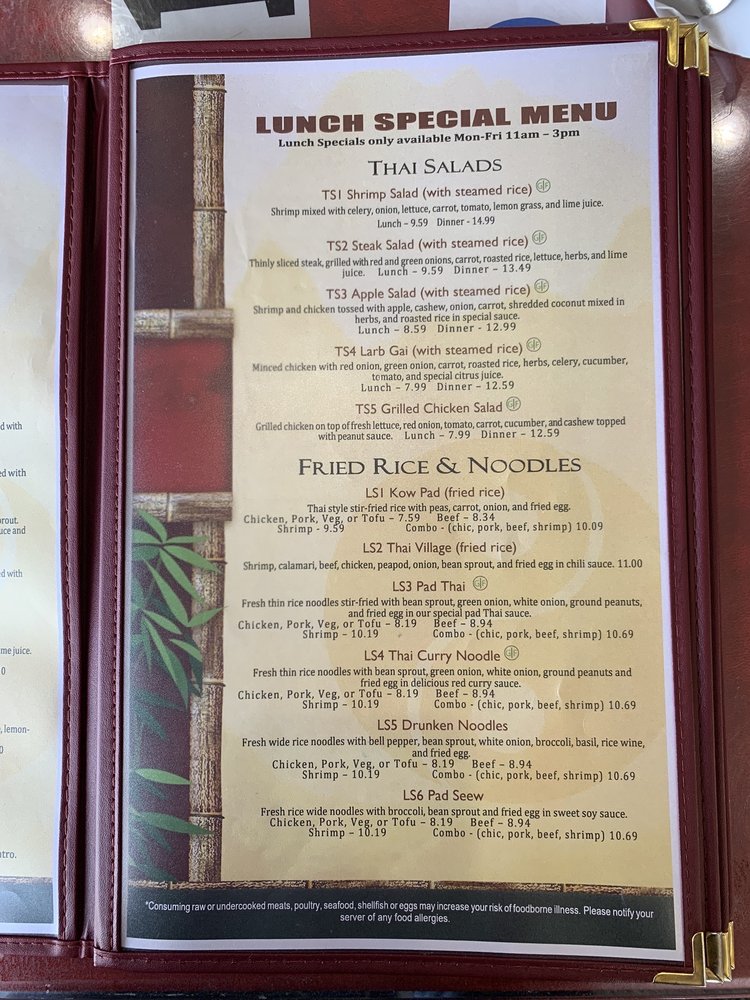 LUNCH SPECIAL MENU
Lunch Specials only available Mon-Fri 11am – 3pm
THAI SALADS
TS1 Shrimp Salad (with steamed rice) GF
Shrimp mixed with celery, onion, lettuce, carrot, tomato, lemon grass, and lime juice.
Lunch – 9.59 Dinner - 14.99
TS2 Steak Salad (with steamed rice) GF
Thinly sliced steak, grilled with red and green onions, carrot, roasted rice, lettuce, herbs, and lime
juice. Lunch – 9.59 Dinner – 13.49
TS3 Apple Salad (with steamed rice) GF
Shrimp and chicken tossed with apple, cashew, onion, carrot, shredded coconut mixed in
herbs, and roasted rice in special sauce.
Lunch – 8.59 Dinner - 12.99
TS4 Larb Gai (with steamed rice) GF
Minced chicken with red onion, green onion, carrot, roasted rice, herbs, celery, cucumber,
tomato, and special citrus juice.
Lunch – 7.99 Dinner – 12.59
TS5 Grilled Chicken Salad GF
Grilled chicken on top of fresh lettuce, red onion, tomato, carrot, cucumber, and cashew topped
with peanut sauce. Lunch – 7.99 Dinner – 12.59
FRIED RICE & NOODLES
LS1 Kow Pad (fried rice)
Thai style stir-fried rice with peas, carrot, onion, and fried egg.
Chicken, Pork, Veg, or Tofu – 7.59 Beef – 8.34
Shrimp – 9.59 Combo - (chic, pork, beef, shrimp) 10.09
LS2 Thai Village (fried rice)
Shrimp, calamari, beef, chicken, peapod, onion, bean sprout, and fried egg in chili sauce. 11.00
LS3 Pad Thai GF
Fresh thin rice noodles stir-fried with bean sprout, green onion, white onion, ground peanuts,
and fried egg in our special pad Thai sauce.
Chicken, Pork, Veg, or Tofu – 8.19 Beef – 8.94
Shrimp – 10.19 Combo - (chic, pork, beef, shrimp) 10.69
LS4 Thai Curry Noodle GF
Fresh thin rice noodles with bean sprout, green onion, white onion, ground peanuts and
fried egg in delicious red curry sauce.
Chicken, Pork, Veg, or Tofu – 8.19 Beef – 8.94
Shrimp – 10.19 Combo - (chic, pork, beef, shrimp) 10.69
LS5 Drunken Noodles
Fresh wide rice noodles with bell pepper, bean sprout, white onion, broccoli, basil, rice wine,
and fried egg.
Chicken, Pork, Veg, or Tofu – 8.19 Beef – 8.94
Shrimp – 10.19 Combo - (chic, pork, beef, shrimp) 10.69
LS6 Pad Seew
Fresh rice wide noodles with broccoli, bean sprout and fried egg in sweet soy sauce.
Chicken, Pork, Veg, or Tofu – 8.19 Beef – 8.94
Shrimp – 10.19 Combo - (chic, pork, beef, shrimp) 10.69
*Consuming raw or undercooked meats, poultry, seafood, shellfish or eggs may increase your risk of foodborne illness. Please notify your
server of any food allergies.